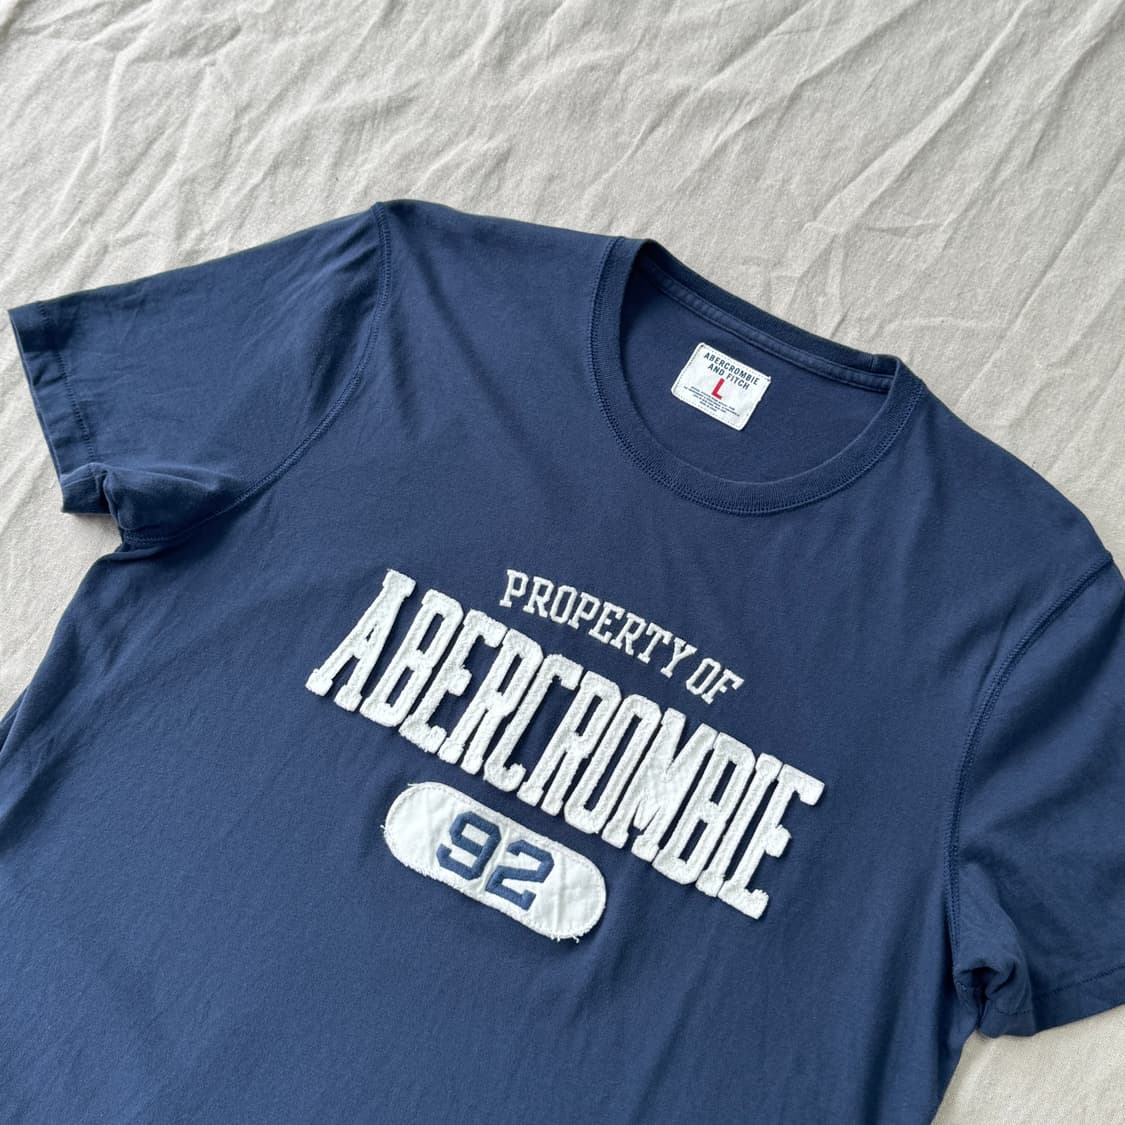 ABERCROMBIE
AND FITCH
L
PROPERTY OF
ABERCROMBIE
92